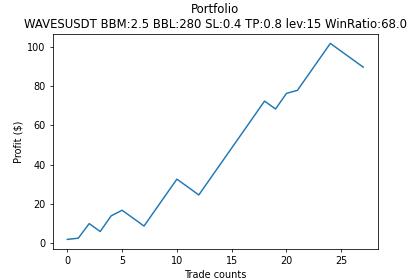 Portfolio
WAVESUSDT BBM:2.5 BBL:280 SL:0.4 TP:0.8 lev:15 WinRatio:68.0
100
80
60
40
20
0
Profit ($)
0 5 10 15 20 25
Trade counts